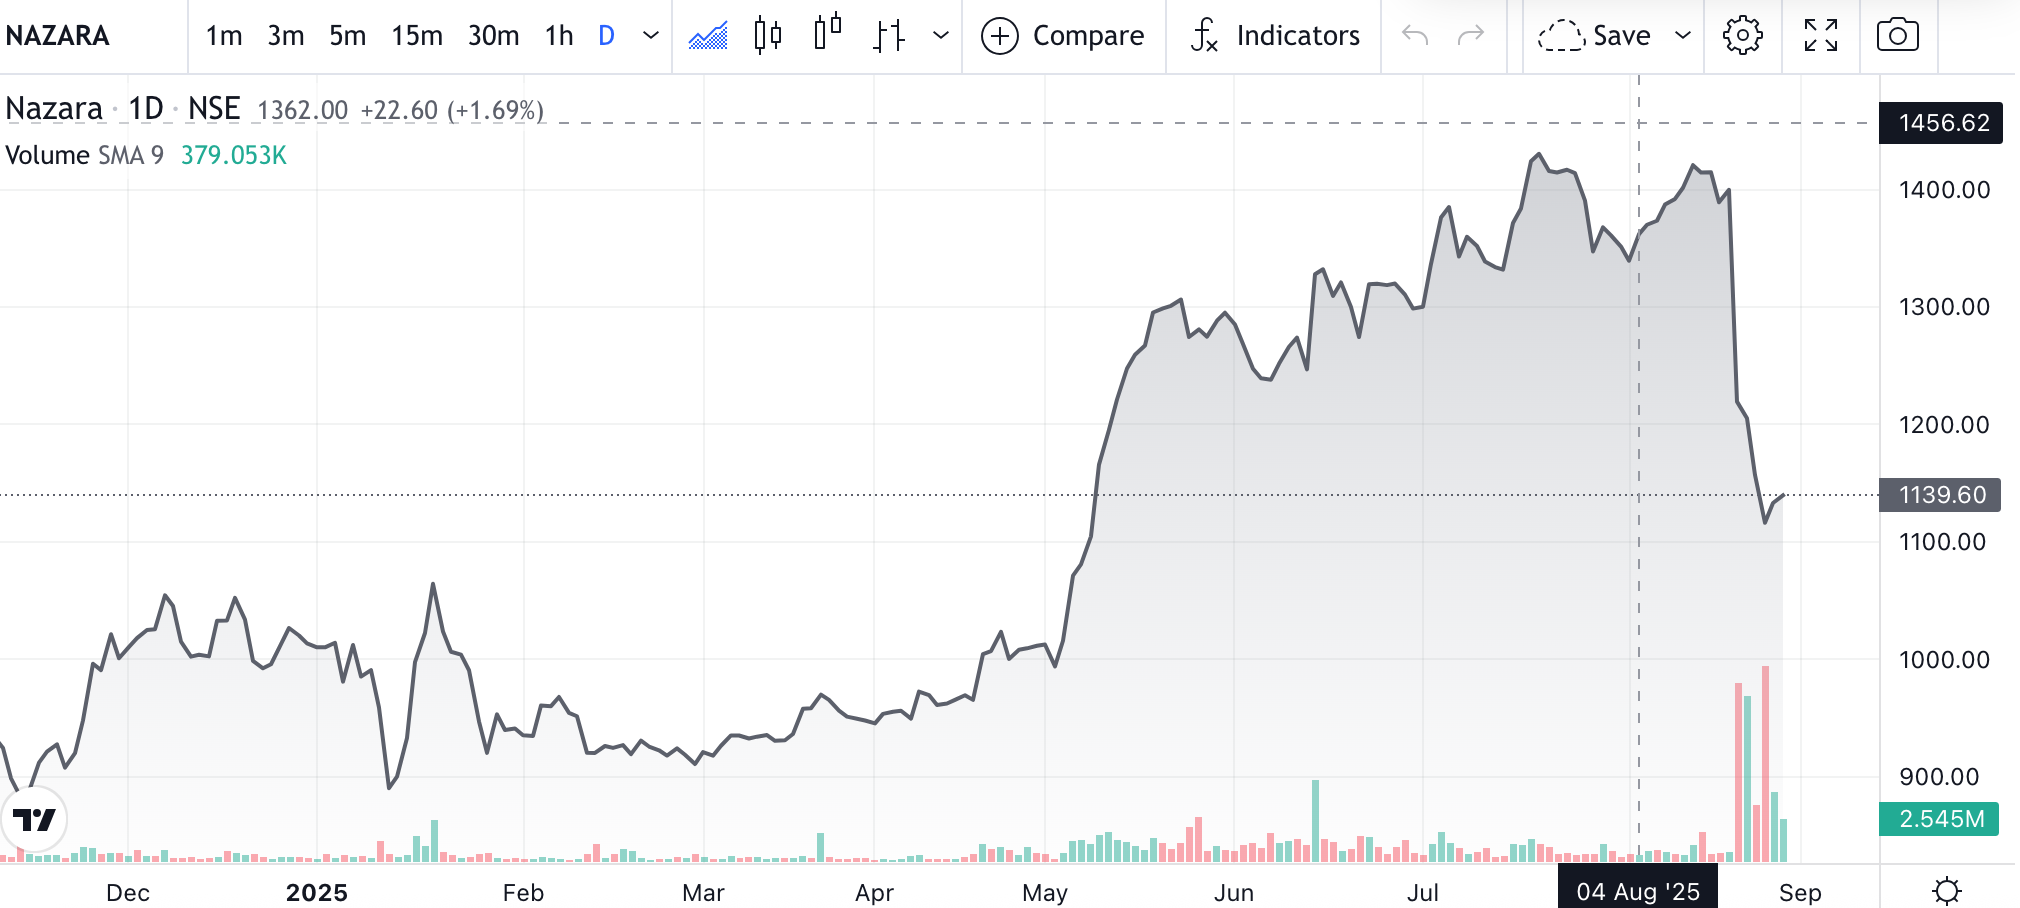 NAZARA 1m 3m 5m 15m 30m 1h D Compare fx Indicators Save
Nazara · 1D · NSE 1362.00 +22.60 (+1.69%)
1456.62
Volume SMA 9 379.053K
1400.00
1300.00
1200.00
1139.60
1100.00
1000.00
900.00
2.545M
Dec 2025 Feb Mar Apr May Jun Jul 04 Aug '25 Sep